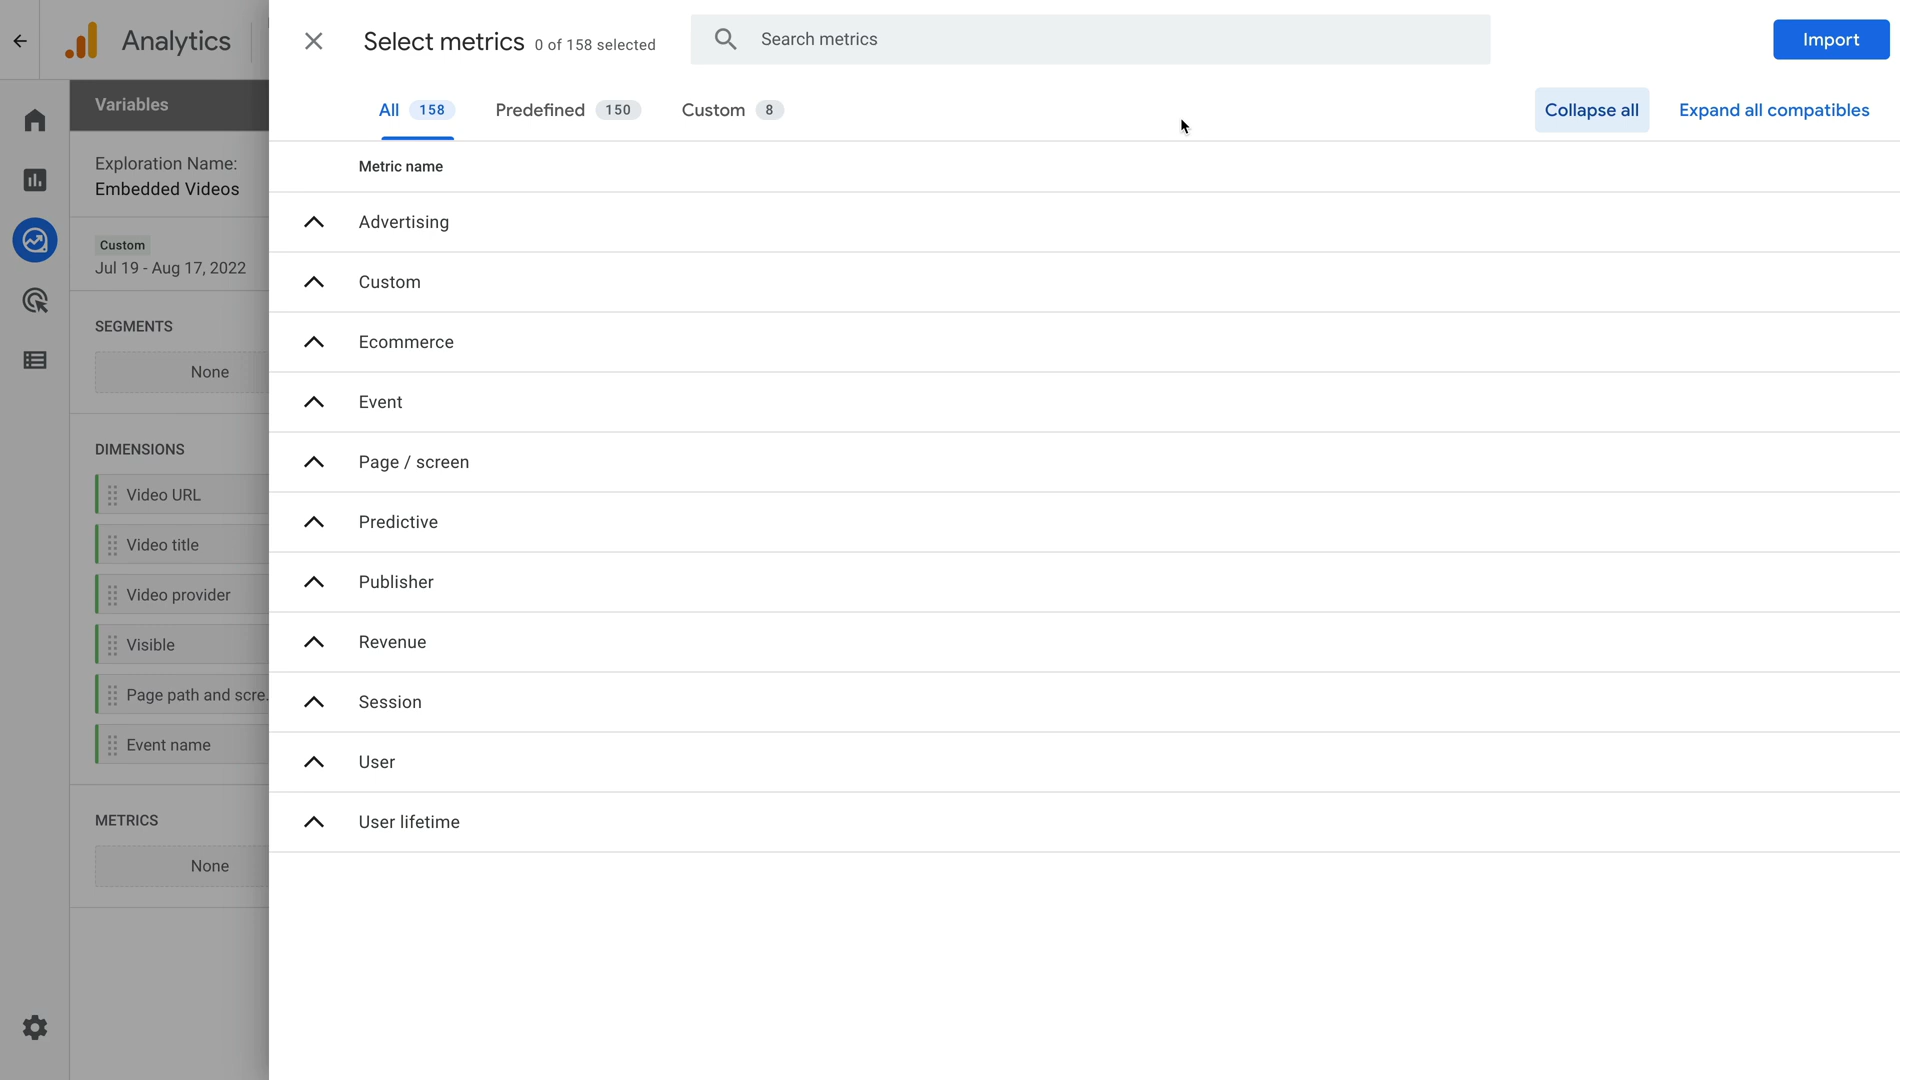 Analytics
Select metrics 0 of 158 selected
Search metrics
Import
Variables
All 158
Predefined 150
Custom 8
Collapse all
Expand all compatibles
Exploration Name:
Embedded Videos
Custom
Jul 19 - Aug 17, 2022
SEGMENTS
None
DIMENSIONS
Video URL
Video title
Video provider
Visible
Page path and scre.
Event name
METRICS
None
Metric name
Advertising
Custom
Ecommerce
Event
Page / screen
Predictive
Publisher
Revenue
Session
User
User lifetime